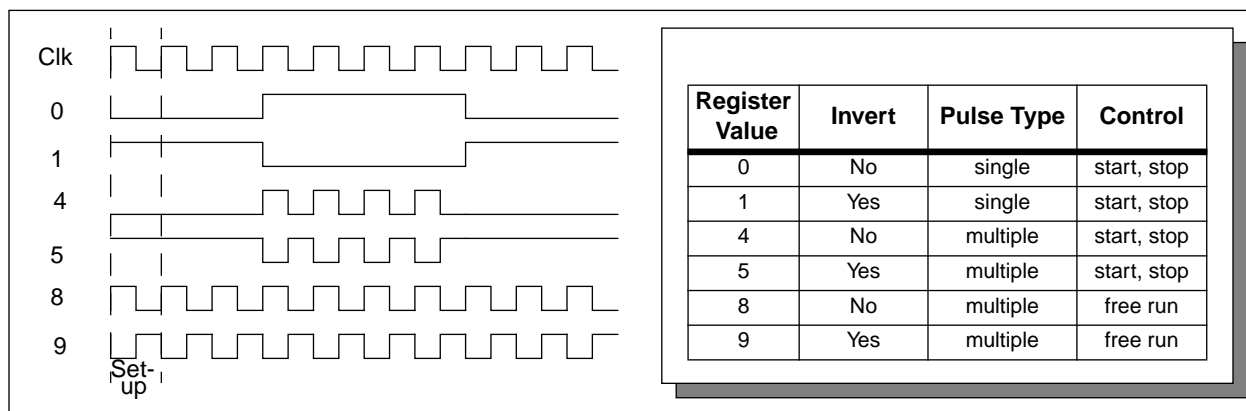 Clk
0
1
4
5
8
9
Set-
up
Register Value Invert Pulse Type Control
0 No single start, stop
1 Yes single start, stop
4 No multiple start, stop
5 Yes multiple start, stop
8 No multiple free run
9 Yes multiple free run